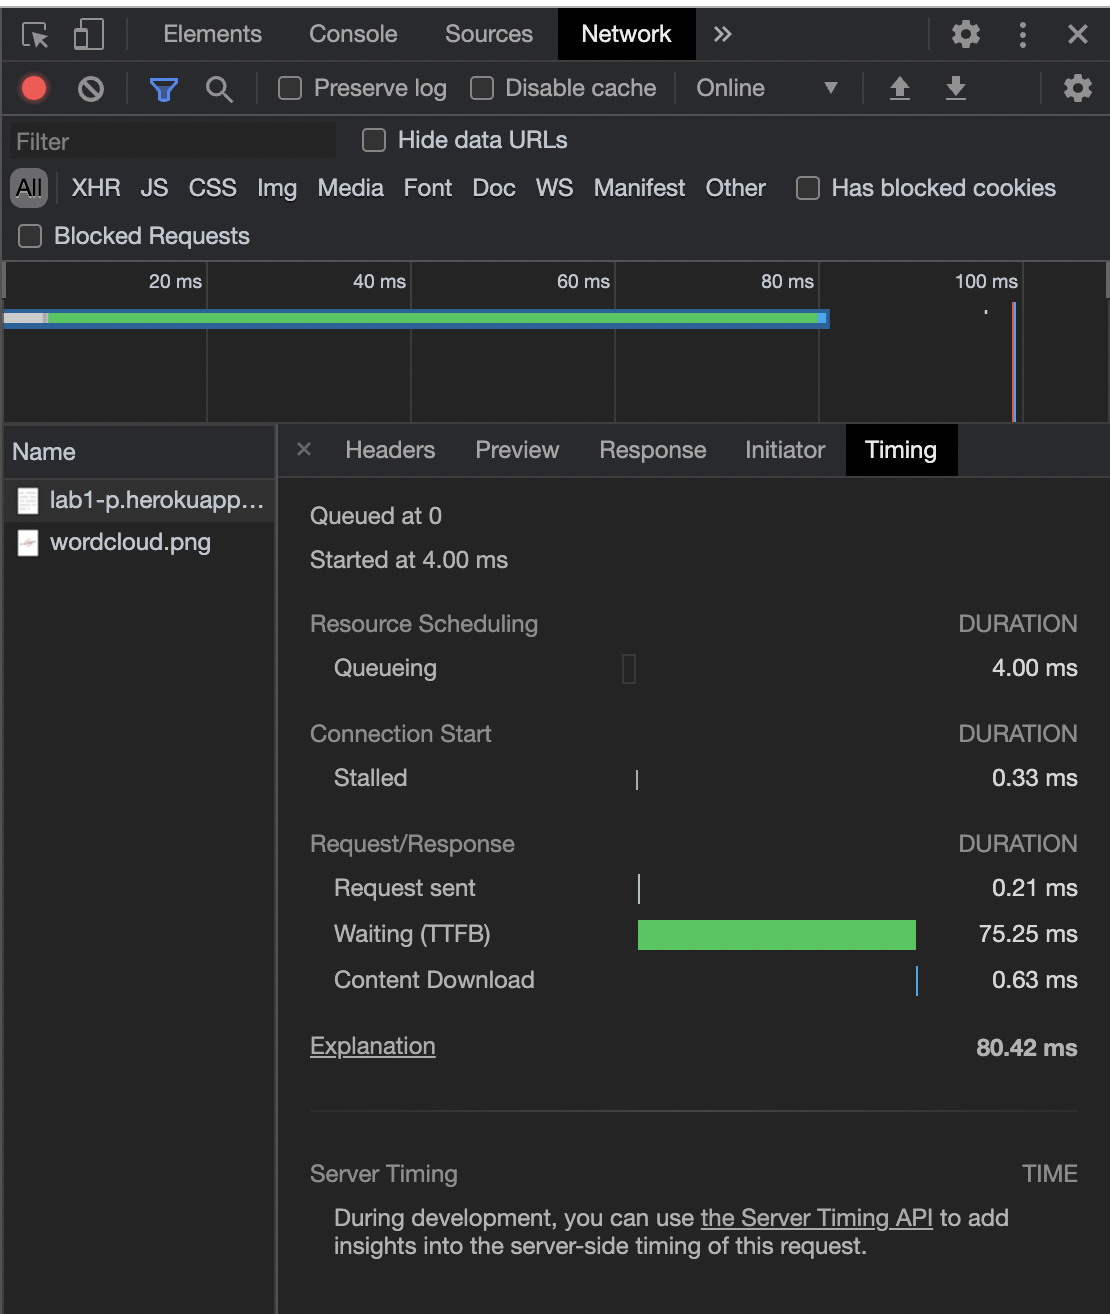 Elements Console Sources Network »
Preserve log Disable cache Online ▼
Filter Hide data URLs
All XHR JS CSS Img Media Font Doc WS Manifest Other Has blocked cookies
Blocked Requests
20 ms 40 ms 60 ms 80 ms 100 ms
Name
lab1-p.herokuapp…
wordcloud.png
× Headers Preview Response Initiator Timing
Queued at 0
Started at 4.00 ms
Resource Scheduling DURATION
Queueing 4.00 ms
Connection Start DURATION
Stalled 0.33 ms
Request/Response DURATION
Request sent 0.21 ms
Waiting (TTFB) 75.25 ms
Content Download 0.63 ms
Explanation 80.42 ms
Server Timing TIME
During development, you can use the Server Timing API to add
insights into the server-side timing of this request.